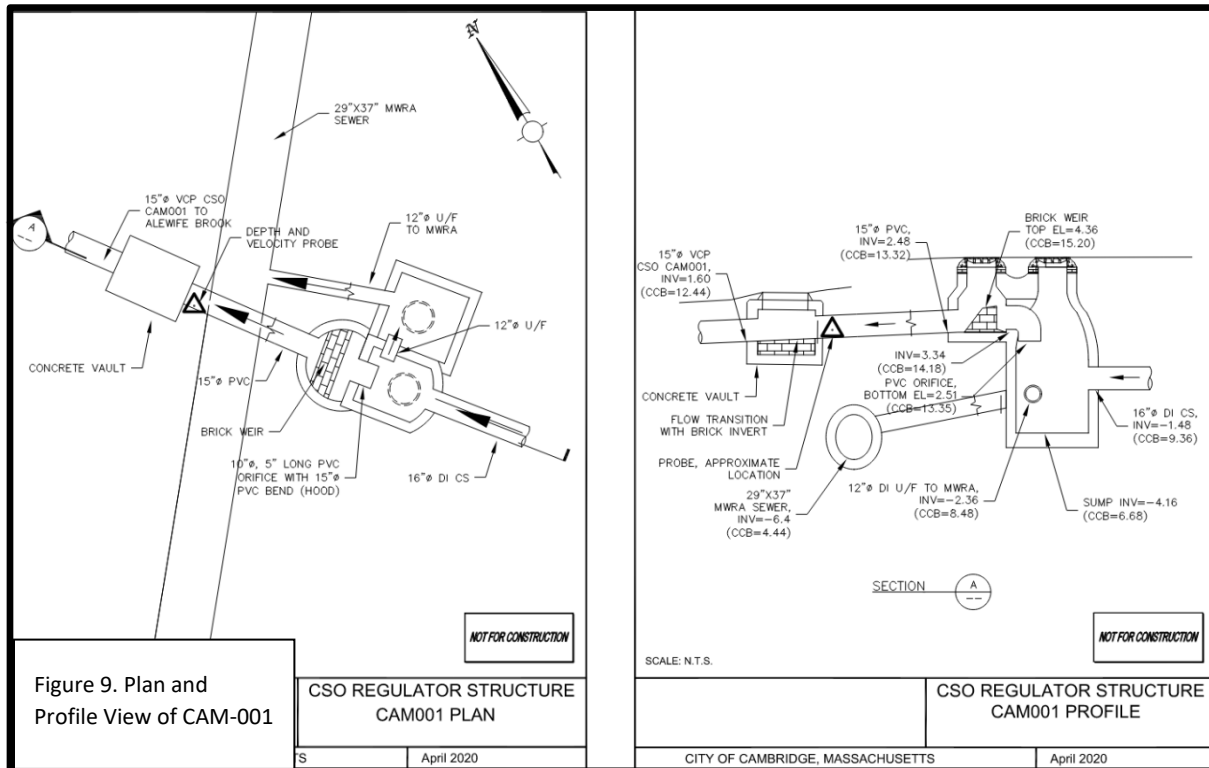 N
29"X37" MWRA
SEWER
15"ø VCP CSO
CAM001 TO
ALEWIFE BROOK
DEPTH AND
VELOCITY PROBE
12"ø U/F
TO MWRA
A
--
12"ø U/F
CONCRETE VAULT
15"ø PVC
BRICK WEIR
10"ø, 5" LONG PVC
ORIFICE WITH 15"ø
PVC BEND (HOOD)
16"ø DI CS
NOT FOR CONSTRUCTION
Figure 9. Plan and
Profile View of CAM-001
CSO REGULATOR STRUCTURE
CAM001 PLAN
TS
April 2020
15"ø VCP
CSO CAM001,
INV=1.60
(CCB=12.44)
15"ø PVC,
INV=2.48
(CCB=13.32)
BRICK WEIR
TOP EL=4.36
(CCB=15.20)
INV=3.34
(CCB=14.18)
PVC ORIFICE,
BOTTOM EL=2.51
(CCB=13.35)
CONCRETE VAULT
FLOW TRANSITION
WITH BRICK INVERT
PROBE, APPROXIMATE
LOCATION
16"ø DI CS,
INV=-1.48
(CCB=9.36)
29"X37"
MWRA SEWER,
INV=-6.4
(CCB=4.44)
12"ø DI U/F TO MWRA,
INV=-2.36
(CCB=8.48)
SUMP INV=-4.16
(CCB=6.68)
SECTION
A
--
NOT FOR CONSTRUCTION
SCALE: N.T.S.
CSO REGULATOR STRUCTURE
CAM001 PROFILE
CITY OF CAMBRIDGE, MASSACHUSETTS
April 2020